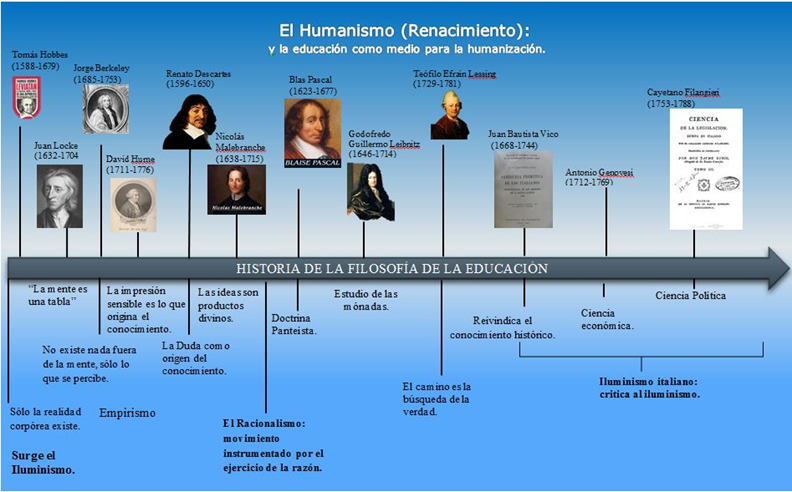 El Humanismo (Renacimiento):
y la educación como medio para la humanización.
Tomás Hobbes
(1588-1679)
LEVIATAN
Jorge Berkeley
(1685-1753)
Renato Descartes
(1596-1650)
Blas Pascal
(1623-1677)
BLAISE PASCAL
Teófilo Efraín Lessing
(1729-1781)
Cayetano Filangieri
(1753-1788)
CIENCIA
DE LA LEGISLACION,
TOMO III.
MADRID
Juan Locke
(1632-1704
David Hume
(1711-1776)
Nicolás
Malebranche
(1638-1715)
Nicolas Malebranche
Godofredo
Guillermo Leibnitz
(1646-1714)
Juan Bautista Vico
(1668-1744)
Antonio Genovesi
(1712-1769)
HISTORIA DE LA FILOSOFÍA DE LA EDUCACIÓN
“La mente es
una tabla”
La impresión
sensible es lo que
origina el
conocimiento.
Las ideas son
productos
divinos.
Doctrina
Panteísta.
Estudio de las
mónadas.
Reivindica el
conocimiento histórico.
Ciencia
económica.
Ciencia Política
No existe nada fuera
de la mente, sólo lo
que se percibe.
La Duda como
origen del
conocimiento.
El camino es la
búsqueda de la
verdad.
Iluminismo italiano:
critica al iluminismo.
Sólo la realidad
corpórea existe.
Empirismo
El Racionalismo:
movimiento
instrumentado por el
ejercicio de la razón.
Surge el
Iluminismo.